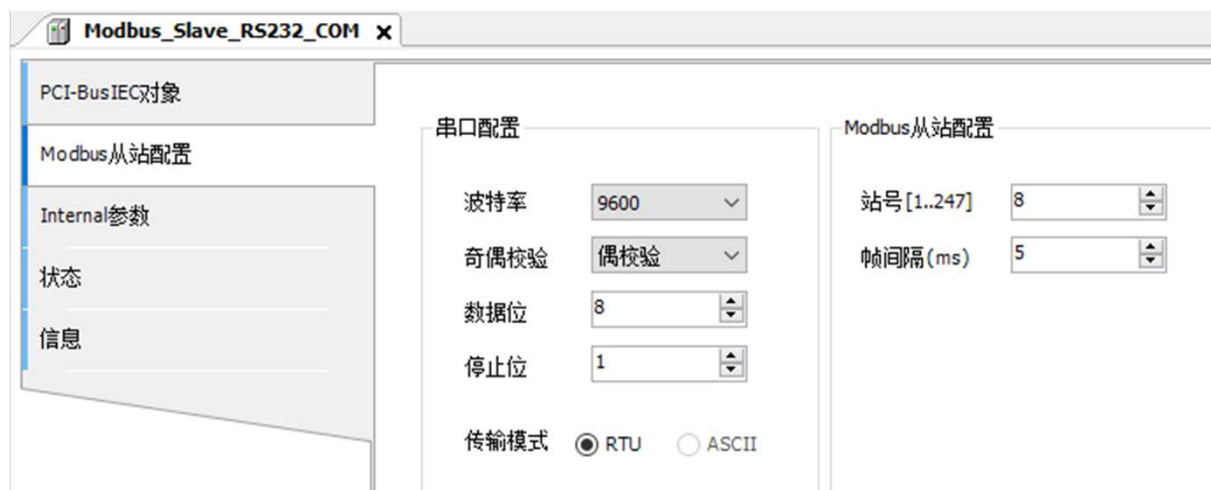 Modbus_Slave_RS232_COM
PCI-BusIEC对象
Modbus从站配置
Internal参数
状态
信息
串口配置
波特率 9600
奇偶校验 偶校验
数据位 8
停止位 1
传输模式 RTU ASCII
Modbus从站配置
站号[1..247] 8
帧间隔(ms) 5